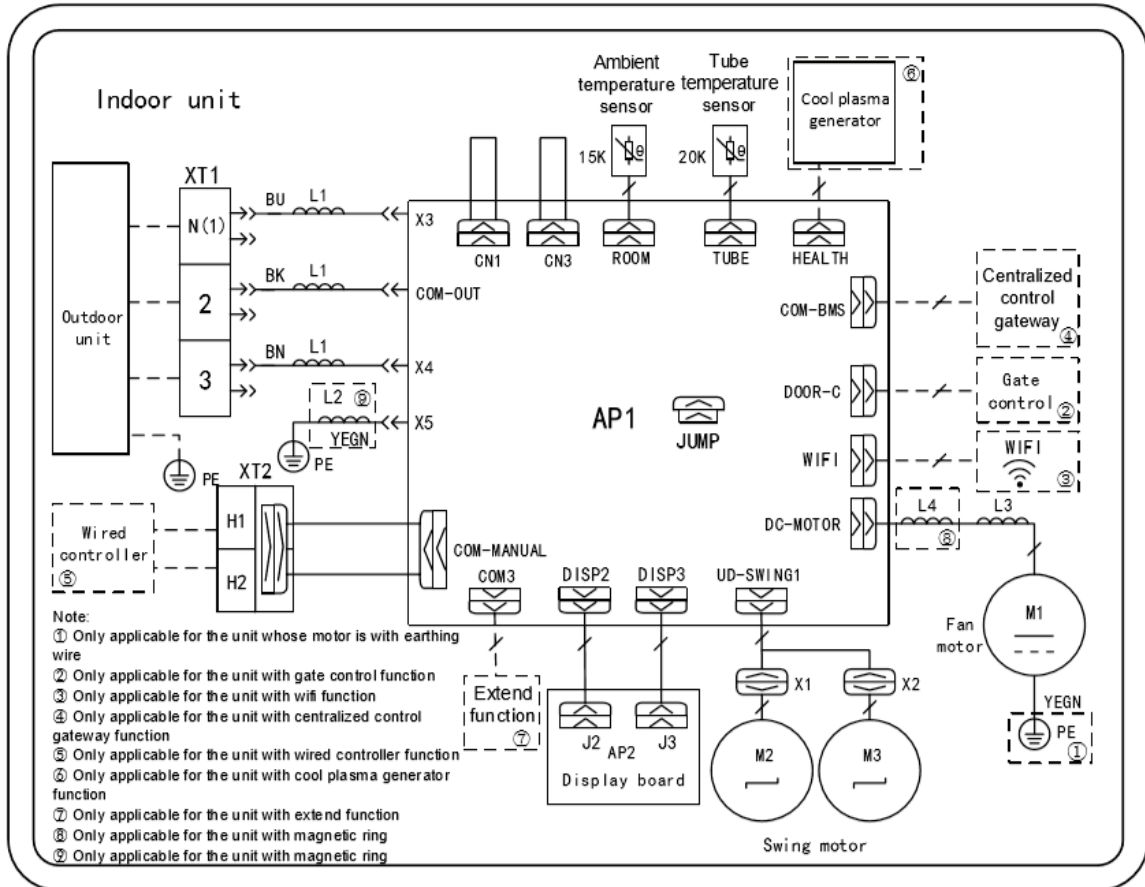 Indoor unit
Ambient
temperature
sensor
Tube
temperature
sensor
⑥
Cool plasma
generator
15K
θ
20K
θ
XT1
N(1)
BU
L1
X3
CN1
CN3
ROOM
TUBE
HEALTH
2
BK
L1
COM-OUT
COM-BMS
Centralized
control
gateway
④
Outdoor
unit
3
BN
L1
X4
L2 ⑨
YEGN
X5
PE
PE
AP1
JUMP
DOOR-C
Gate
control
②
WIFI
WIFI
③
XT2
H1
H2
Wired
controller
⑤
COM-MANUAL
DC-MOTOR
L4
⑧
L3
COM3
DISP2
DISP3
UD-SWING1
Fan
motor
M1
YEGN
PE
①
X1
X2
M2
M3
Swing motor
Extend
function
⑦
J2
J3
AP2
Display board
Note:
① Only applicable for the unit whose motor is with earthing
wire
② Only applicable for the unit with gate control function
③ Only applicable for the unit with wifi function
④ Only applicable for the unit with centralized control
gateway function
⑤ Only applicable for the unit with wired controller function
⑥ Only applicable for the unit with cool plasma generator
function
⑦ Only applicable for the unit with extend function
⑧ Only applicable for the unit with magnetic ring
⑨ Only applicable for the unit with magnetic ring